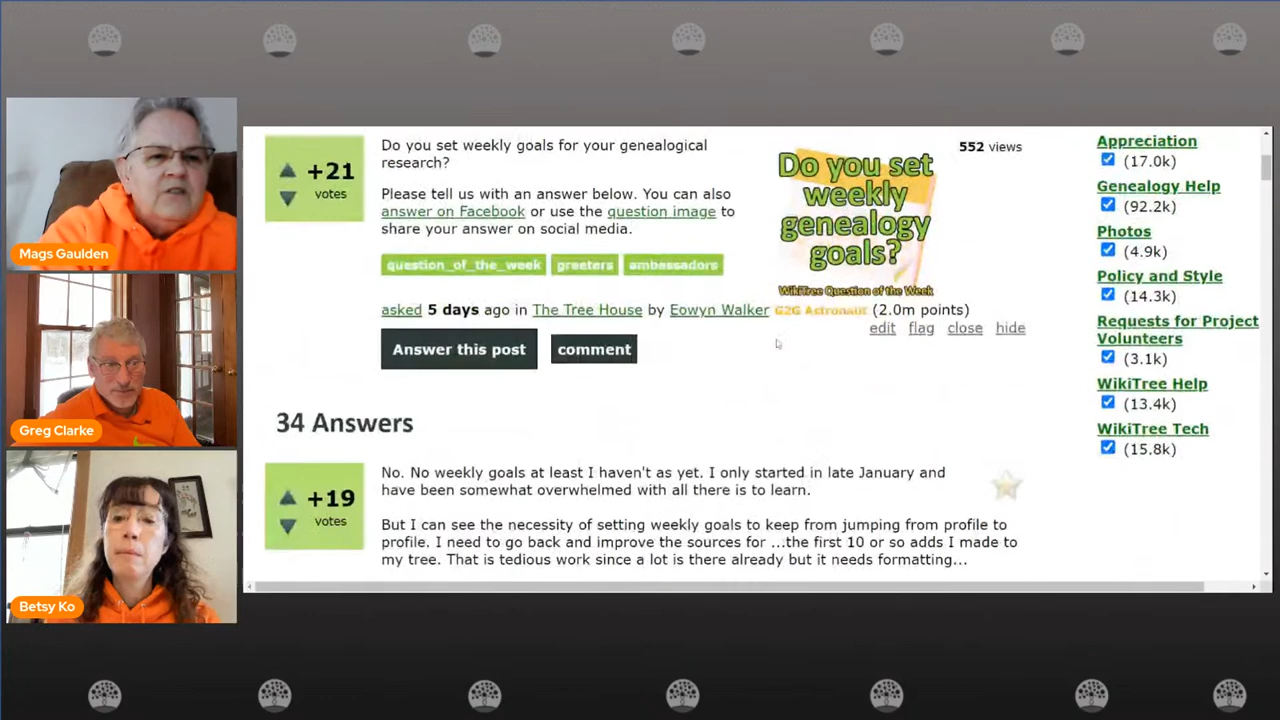 Mags Gaulden
Greg Clarke
Betsy Ko
+21
votes
Do you set weekly goals for your genealogical
research?
Please tell us with an answer below. You can also
answer on Facebook or use the question image to
share your answer on social media.
question_of_the_week greeters ambassadors
asked 5 days ago in The Tree House by Eowyn Walker G2G Astronaut (2.0m points)
edit flag close hide
Answer this post comment
552 views
Do you set
weekly
genealogy
goals?
WikiTree Question of the Week
34 Answers
+19
votes
No. No weekly goals at least I haven't as yet. I only started in late January and
have been somewhat overwhelmed with all there is to learn.
But I can see the necessity of setting weekly goals to keep from jumping from profile to
profile. I need to go back and improve the sources for ...the first 10 or so adds I made to
my tree. That is tedious work since a lot is there already but it needs formatting...
Appreciation
(17.0k)
Genealogy Help
(92.2k)
Photos
(4.9k)
Policy and Style
(14.3k)
Requests for Project
Volunteers
(3.1k)
WikiTree Help
(13.4k)
WikiTree Tech
(15.8k)